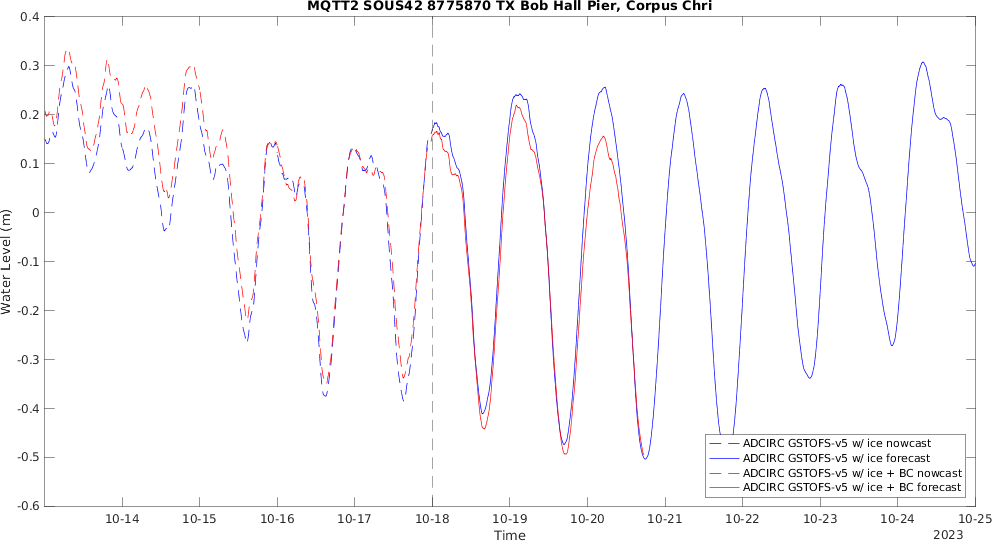 MQTT2 SOUS42 8775870 TX Bob Hall Pier, Corpus Chri
0.4
0.3
0.2
0.1
0
-0.1
-0.2
-0.3
-0.4
-0.5
-0.6
Water Level (m)
ADCIRC GSTOFS-v5 w/ ice nowcast
ADCIRC GSTOFS-v5 w/ ice forecast
ADCIRC GSTOFS-v5 w/ ice + BC nowcast
ADCIRC GSTOFS-v5 w/ ice + BC forecast
10-14 10-15 10-16 10-17 10-18 10-19 10-20 10-21 10-22 10-23 10-24 10-25
Time
2023